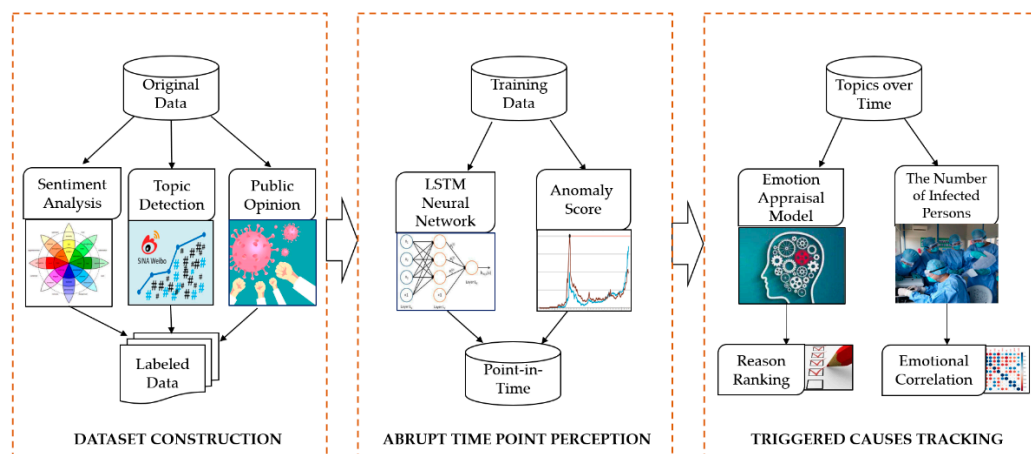 Original
Data
Sentiment
Analysis
Topic
Detection
Public
Opinion
SINA Weibo
Labeled
Data
DATASET CONSTRUCTION
Training
Data
LSTM
Neural
Network
Anomaly
Score
Point-in-
Time
ABRUPT TIME POINT PERCEPTION
Topics over
Time
Emotion
Appraisal
Model
The Number
of Infected
Persons
Reason
Ranking
Emotional
Correlation
TRIGGERED CAUSES TRACKING